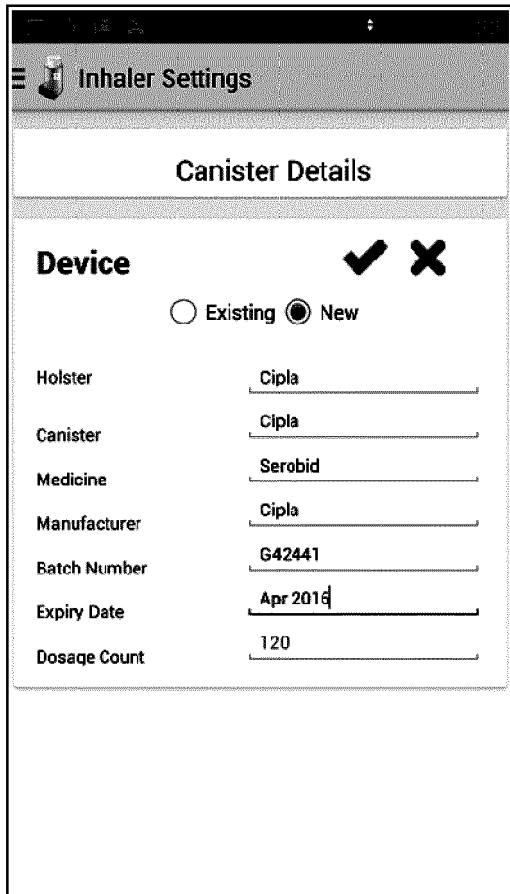 Inhaler Settings
Canister Details
Device
Existing New
Holster Cipla
Canister Cipla
Medicine Serobid
Manufacturer Cipla
Batch Number G42441
Expiry Date Apr 2016
Dosage Count 120